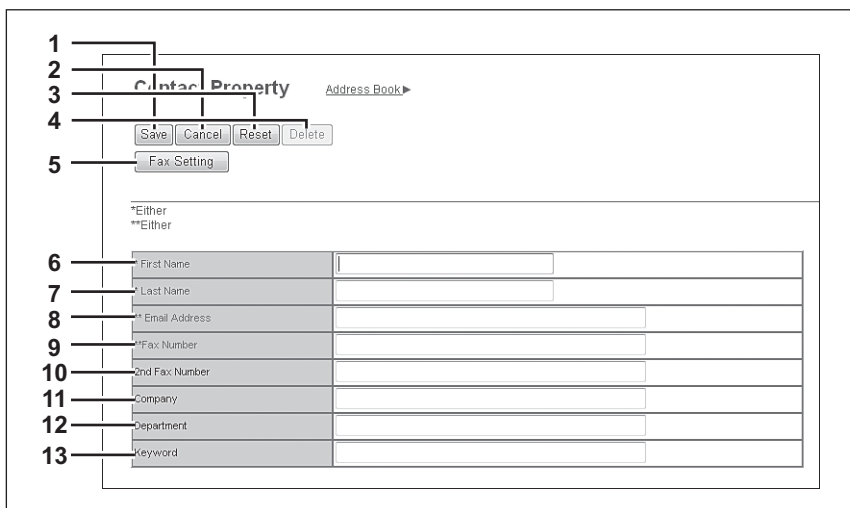 1
2
Contact Property Address Book▶
3
4
Save Cancel Reset Delete
5 Fax Setting
*Either
**Either
6 * First Name
7 * Last Name
8 ** Email Address
9 **Fax Number
10 2nd Fax Number
11 Company
12 Department
13 Keyword